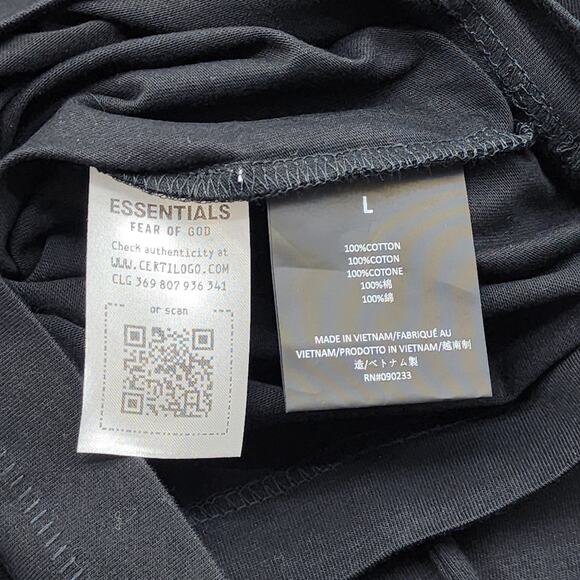 ESSENTIALS
FEAR OF GOD
Check authenticity at
WWW.CERTILOGO.COM
CLG 369 807 936 341
or scan
L
100%COTTON
100%COTON
100%COTONE
100%棉
100%綿
MADE IN VIETNAM/FABRIQUÉ AU
VIETNAM/PRODOTTO IN VIETNAM/越南制
造/ベトナム製
RN#090233